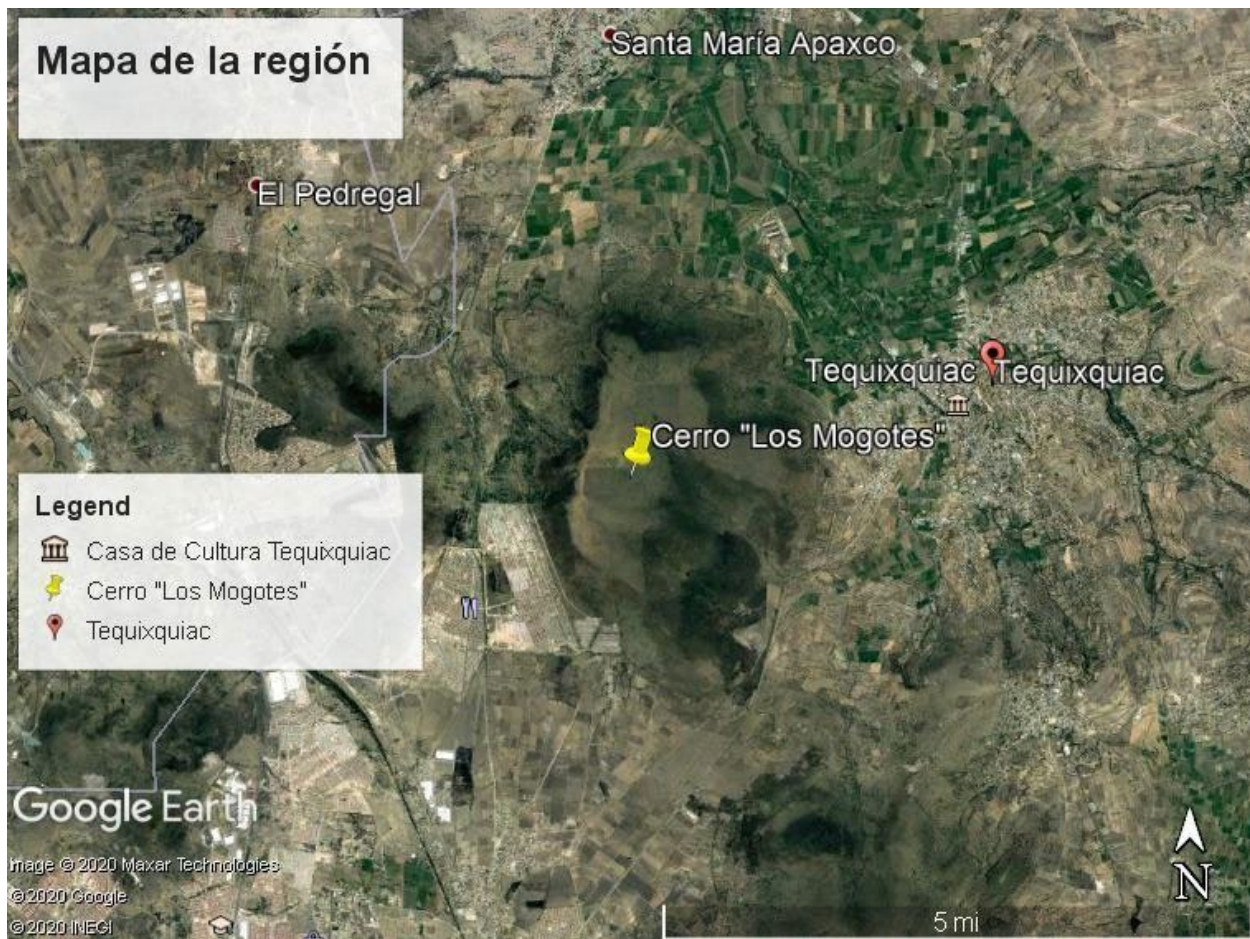 Mapa de la región
Santa María Apaxco
El Pedregal
Tequixquiac Tequixquiac
Cerro "Los Mogotes"
Legend
Casa de Cultura Tequixquiac
Cerro "Los Mogotes"
Tequixquiac
Google Earth
Image © 2020 Maxar Technologies
© 2020 Google
© 2020 INEGI
N
5 mi